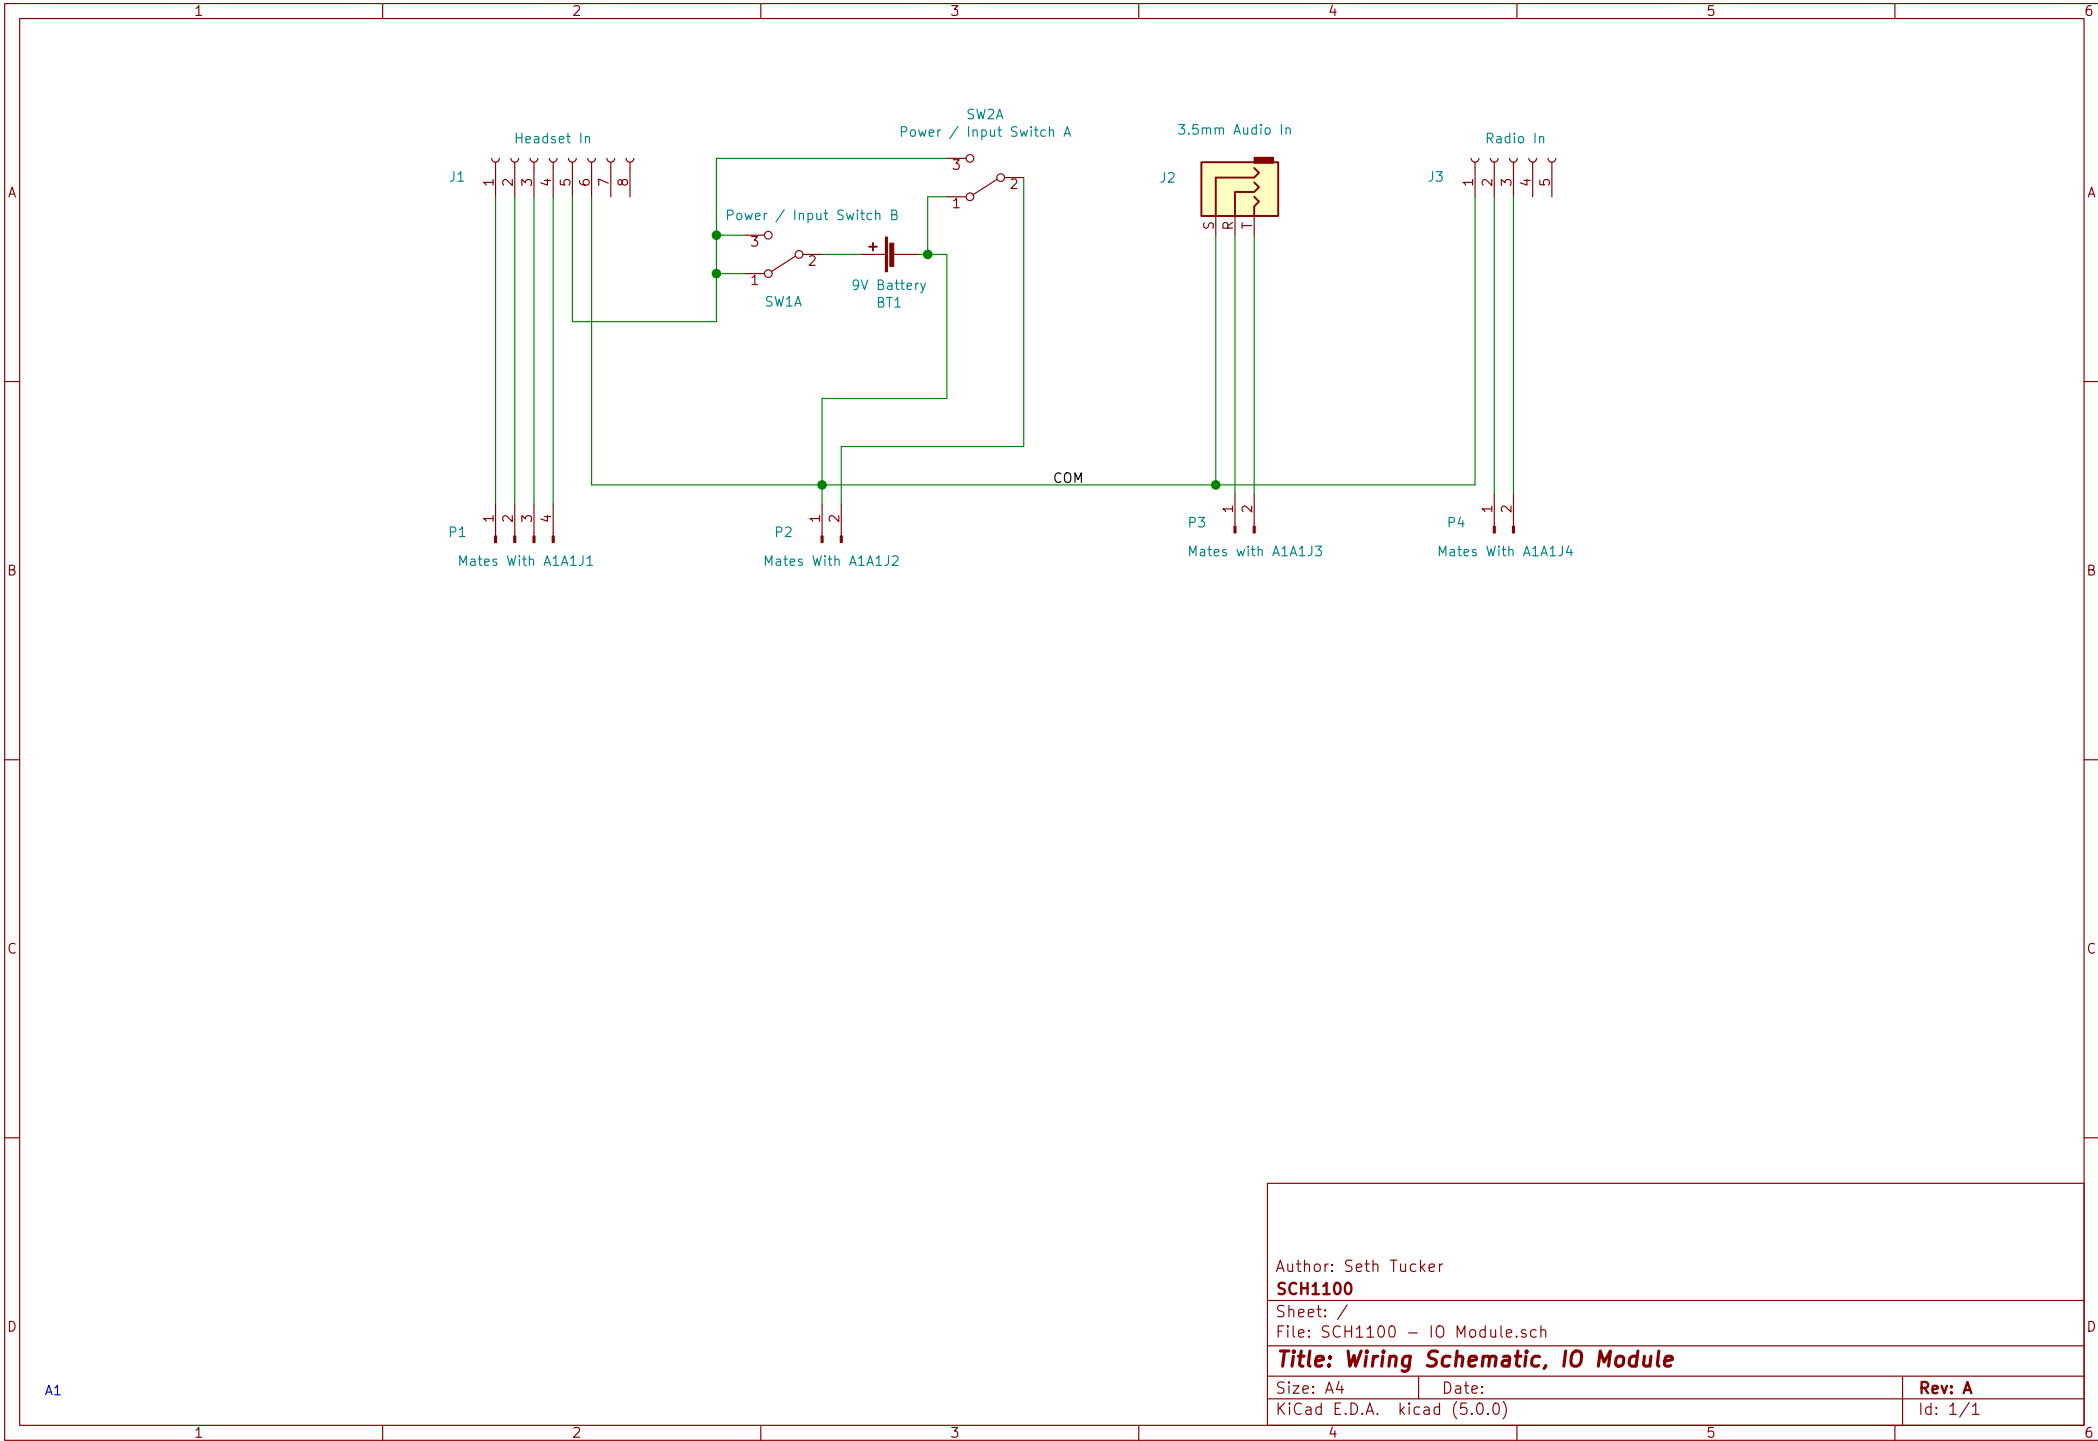 1 2 3 4 5 6
SW2A
Power / Input Switch A
3.5mm Audio In
Headset In
Radio In
J1
1 2 3 4 5 6 7 8
3
2
1
J2
S R T
J3
1 2 3 4 5
A A
Power / Input Switch B
3
2
1
+
9V Battery
BT1
SW1A
COM
P1
1 2 3 4
Mates With A1A1J1
P2
1 2
Mates With A1A1J2
P3
1 2
Mates with A1A1J3
P4
1 2
Mates With A1A1J4
B B
C C
Author: Seth Tucker
SCH1100
Sheet: /
File: SCH1100 – IO Module.sch
D D
Title: Wiring Schematic, IO Module
Size: A4 Date: Rev: A
KiCad E.D.A. kicad (5.0.0) Id: 1/1
A1
1 2 3 4 5 6